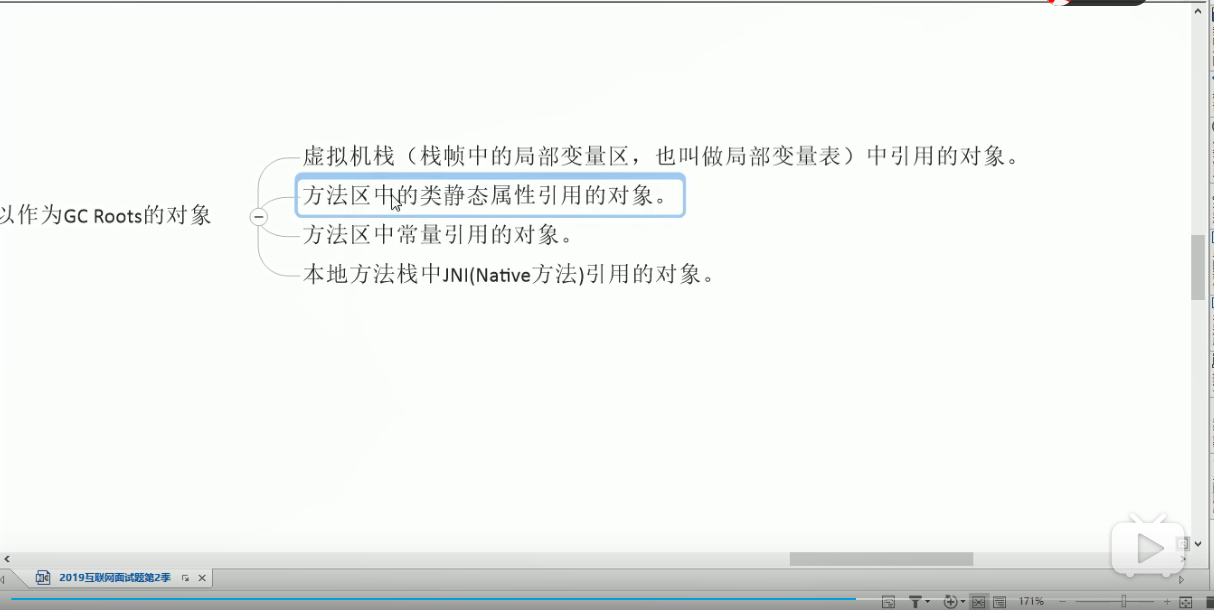 虚拟机栈（栈帧中的局部变量区，也叫做局部变量表）中引用的对象。
方法区中的类静态属性引用的对象。
以作为GC Roots的对象
方法区中常量引用的对象。
本地方法栈中JNI(Native方法)引用的对象。
2019互联网面试题第2季
171%